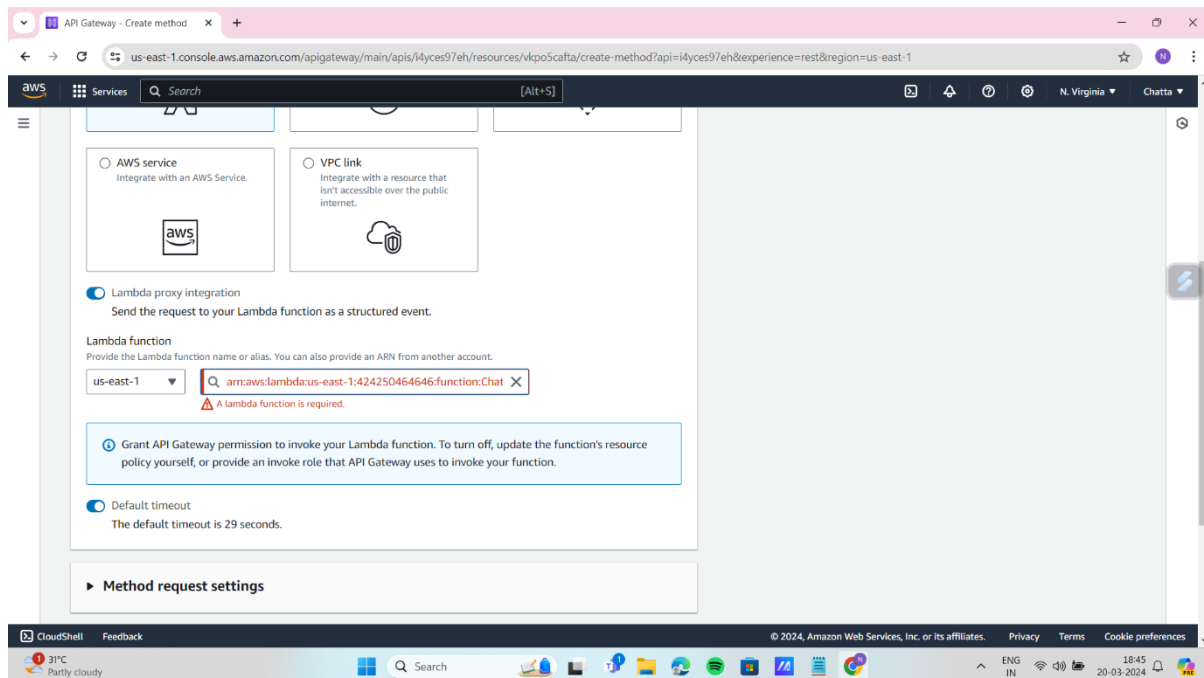 API Gateway - Create method
us-east-1.console.aws.amazon.com/apigateway/main/apis/i4yces97eh/resources/vkpo5cafta/create-method?api=i4yces97eh&experience=rest&region=us-east-1
N
aws
Services
Search
[Alt+S]
N. Virginia
Chatta
AWS service
Integrate with an AWS Service.
aws
VPC link
Integrate with a resource that
isn't accessible over the public
internet.
Lambda proxy integration
Send the request to your Lambda function as a structured event.
Lambda function
Provide the Lambda function name or alias. You can also provide an ARN from another account.
us-east-1
arn:aws:lambda:us-east-1:424250464646:function:Chat
A lambda function is required.
Grant API Gateway permission to invoke your Lambda function. To turn off, update the function's resource
policy yourself, or provide an invoke role that API Gateway uses to invoke your function.
Default timeout
The default timeout is 29 seconds.
Method request settings
CloudShell
Feedback
© 2024, Amazon Web Services, Inc. or its affiliates.
Privacy
Terms
Cookie preferences
1
31°C
Partly cloudy
Search
ENG
IN
18:45
20-03-2024